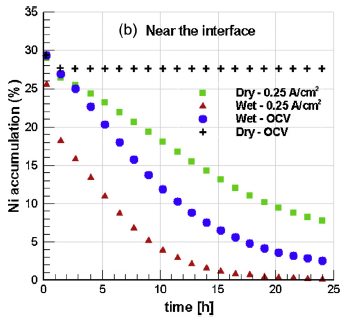 (b) Near the interface
Ni accumulation (%)
35
30
25
20
15
10
5
0
Dry - 0.25 A/cm²
Wet - 0.25 A/cm²
Wet - OCV
Dry - OCV
0 5 10 15 20 25
time [h]